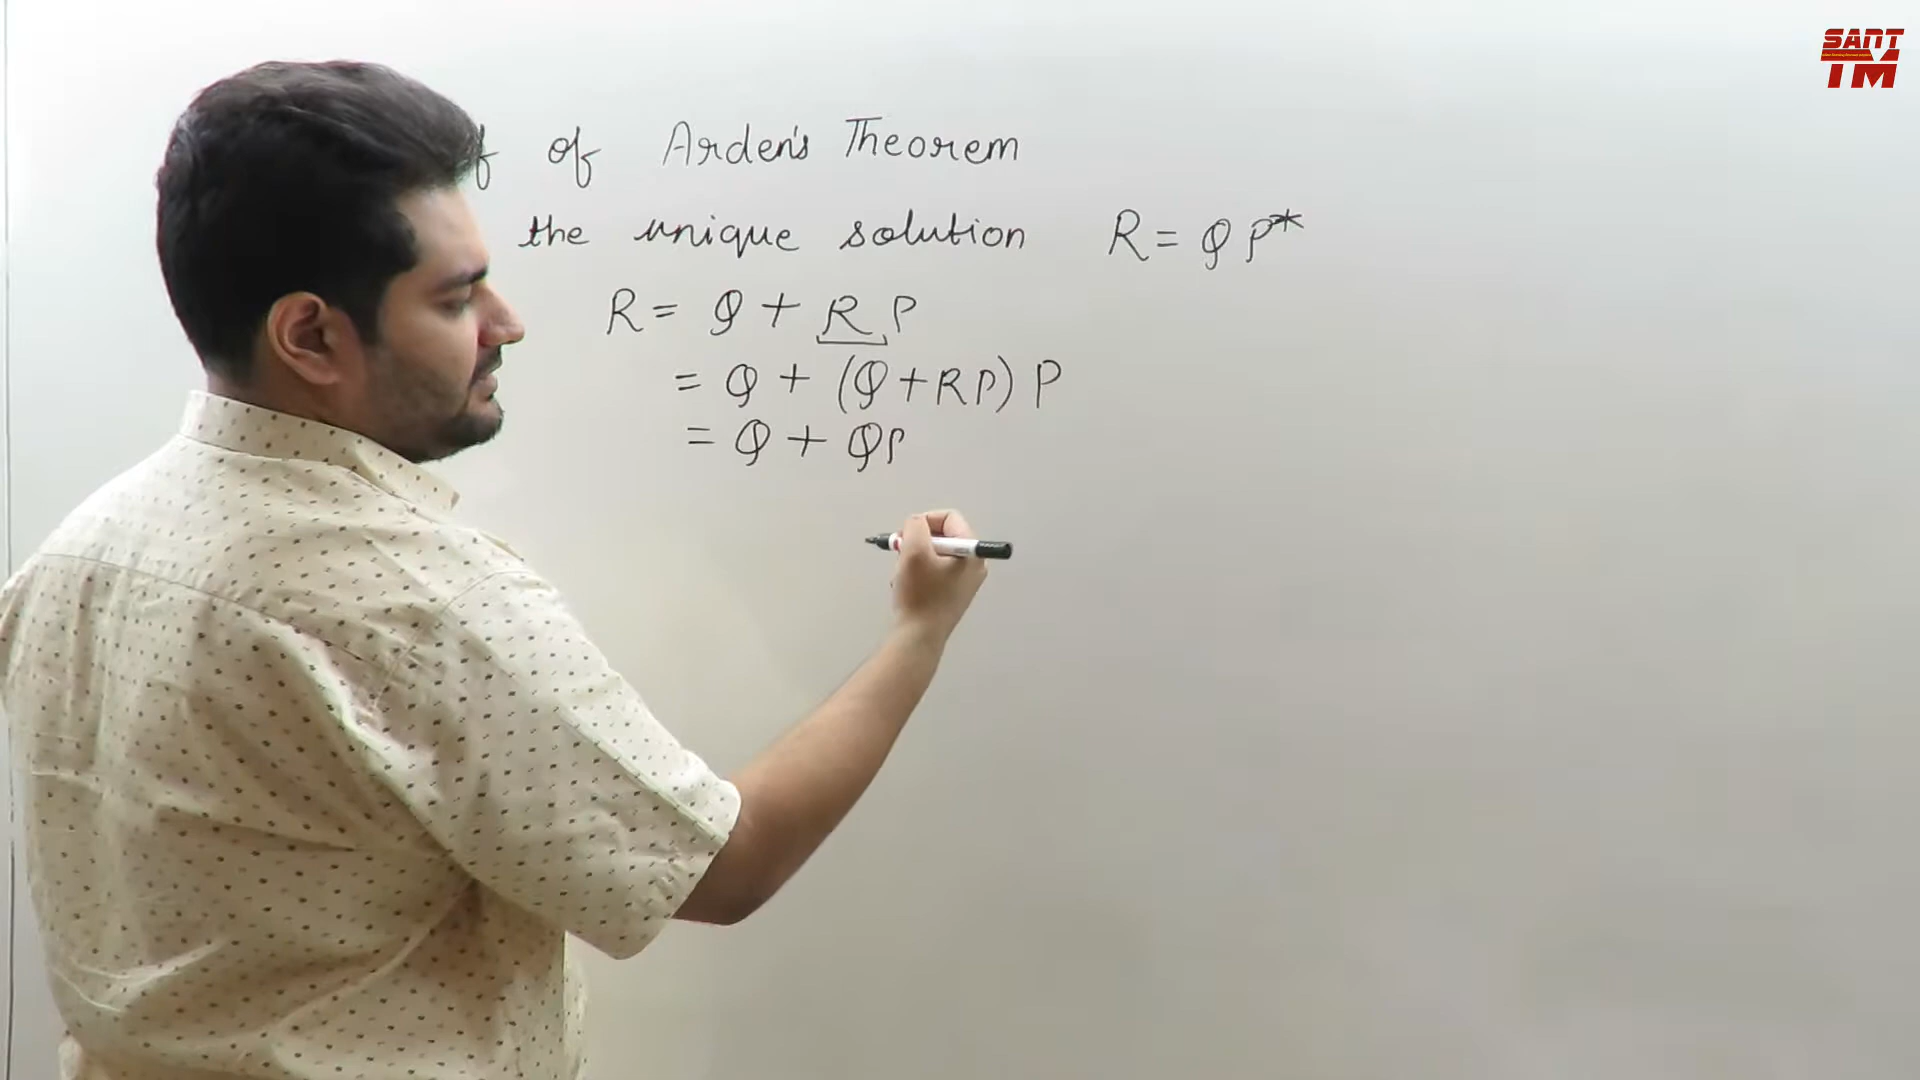 of Arden's Theorem
the unique solution R = QP*
R = Q + RP
= Q + (Q + RP) P
= Q + QP
SANT
TM